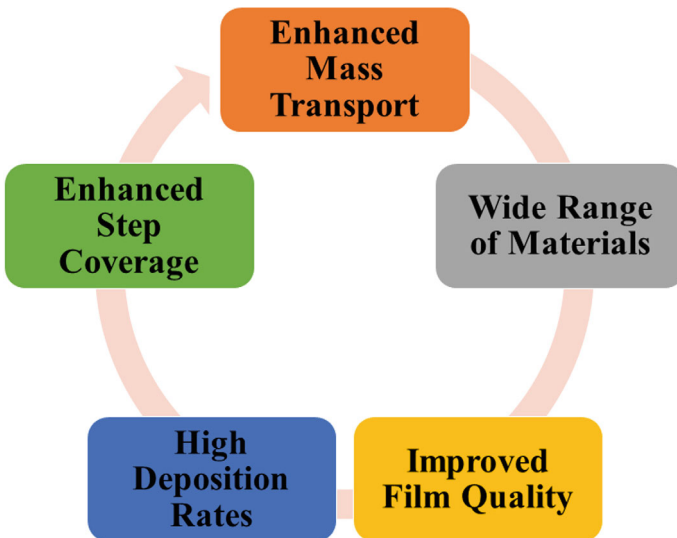 Enhanced
Mass
Transport
Wide Range
of Materials
Improved
Film Quality
High
Deposition
Rates
Enhanced
Step
Coverage